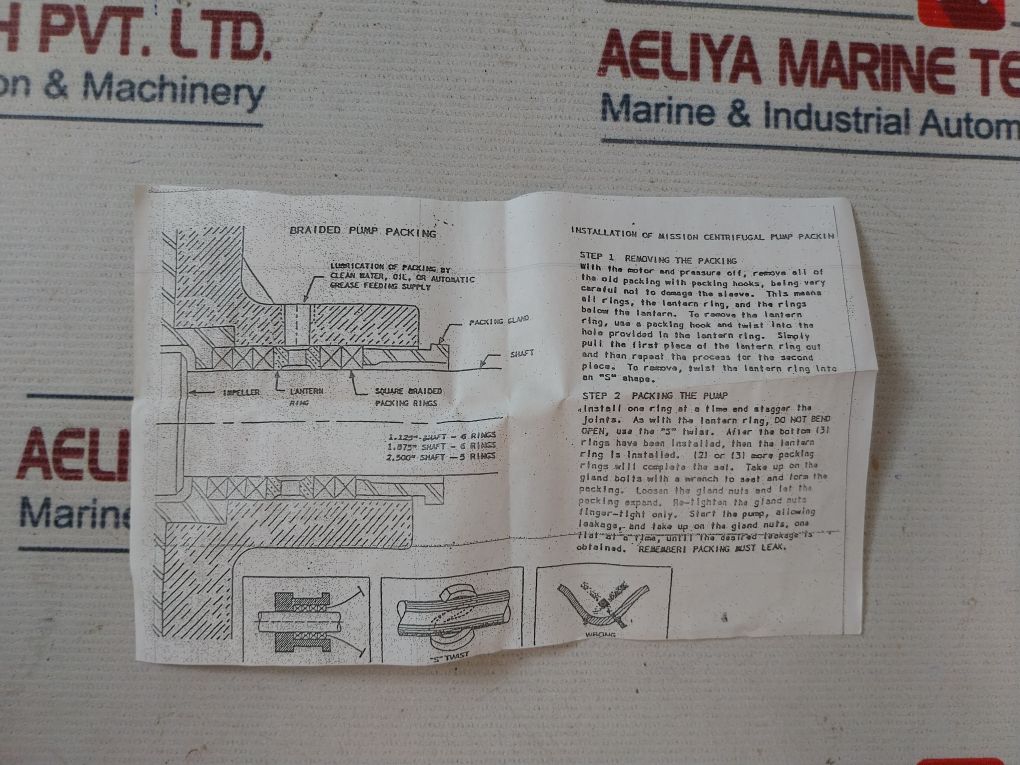 H PVT. LTD.
on & Machinery
AELIYA MARINE TE
Marine & Industrial Autom
AELI
Marine
BRAIDED PUMP PACKING
LUBRICATION OF PACKING BY
CLEAN WATER, OIL, OR AUTOMATIC
GREASE FEEDING SUPPLY
PACKING GLAND
SHAFT
IMPELLER
LANTERN
RING
SQUARE BRAIDED
PACKING RINGS
1.125" SHAFT - 6 RINGS
1.875" SHAFT - 6 RINGS
2.500" SHAFT - 5 RINGS
"S" TWIST
WRONG
INSTALLATION OF MISSION CENTRIFUGAL PUMP PACKIN
STEP 1 REMOVING THE PACKING
With the motor and pressure off, remove all of
the old packing with packing hooks, being very
careful not to damage the sleeve. This means
all rings, the lantern ring, and the rings
below the lantern. To remove the lantern
ring, use a packing hook and twist into the
hole provided in the lantern ring. Simply
pull the first piece of the lantern ring out
and then repeat the process for the second
piece. To remove, twist the lantern ring into
an "S" shape.
STEP 2 PACKING THE PUMP
Install one ring at a time and stagger the
joints. As with the lantern ring, DO NOT BEND
OPEN, use the "S" twist. After the bottom (3)
rings have been installed, then the lantern
ring is installed. (2) or (3) more packing
rings will complete the set. Take up on the
gland bolts with a wrench to seat and form the
packing. Loosen the gland nuts and let the
packing expand. Re-tighten the gland nuts
finger-tight only. Start the pump, allowing
leakage, and take up on the gland nuts, one
flat at a time, until the desired leakage is
obtained. REMEMBER! PACKING MUST LEAK.